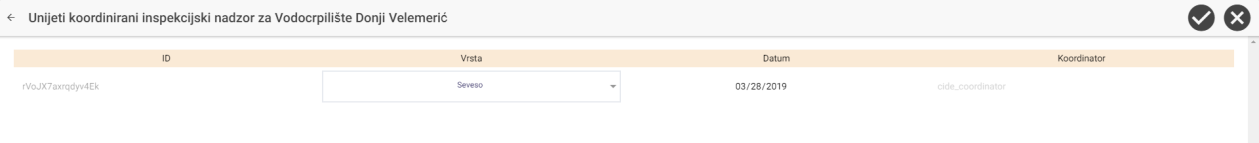 ← Unijeti koordinirani inspekcijski nadzor za Vodocrpilište Donji Velemerić
ID Vrsta Datum Koordinator
rVoJX7axrqdyv4Ek Seveso 03/28/2019 cide_coordinator